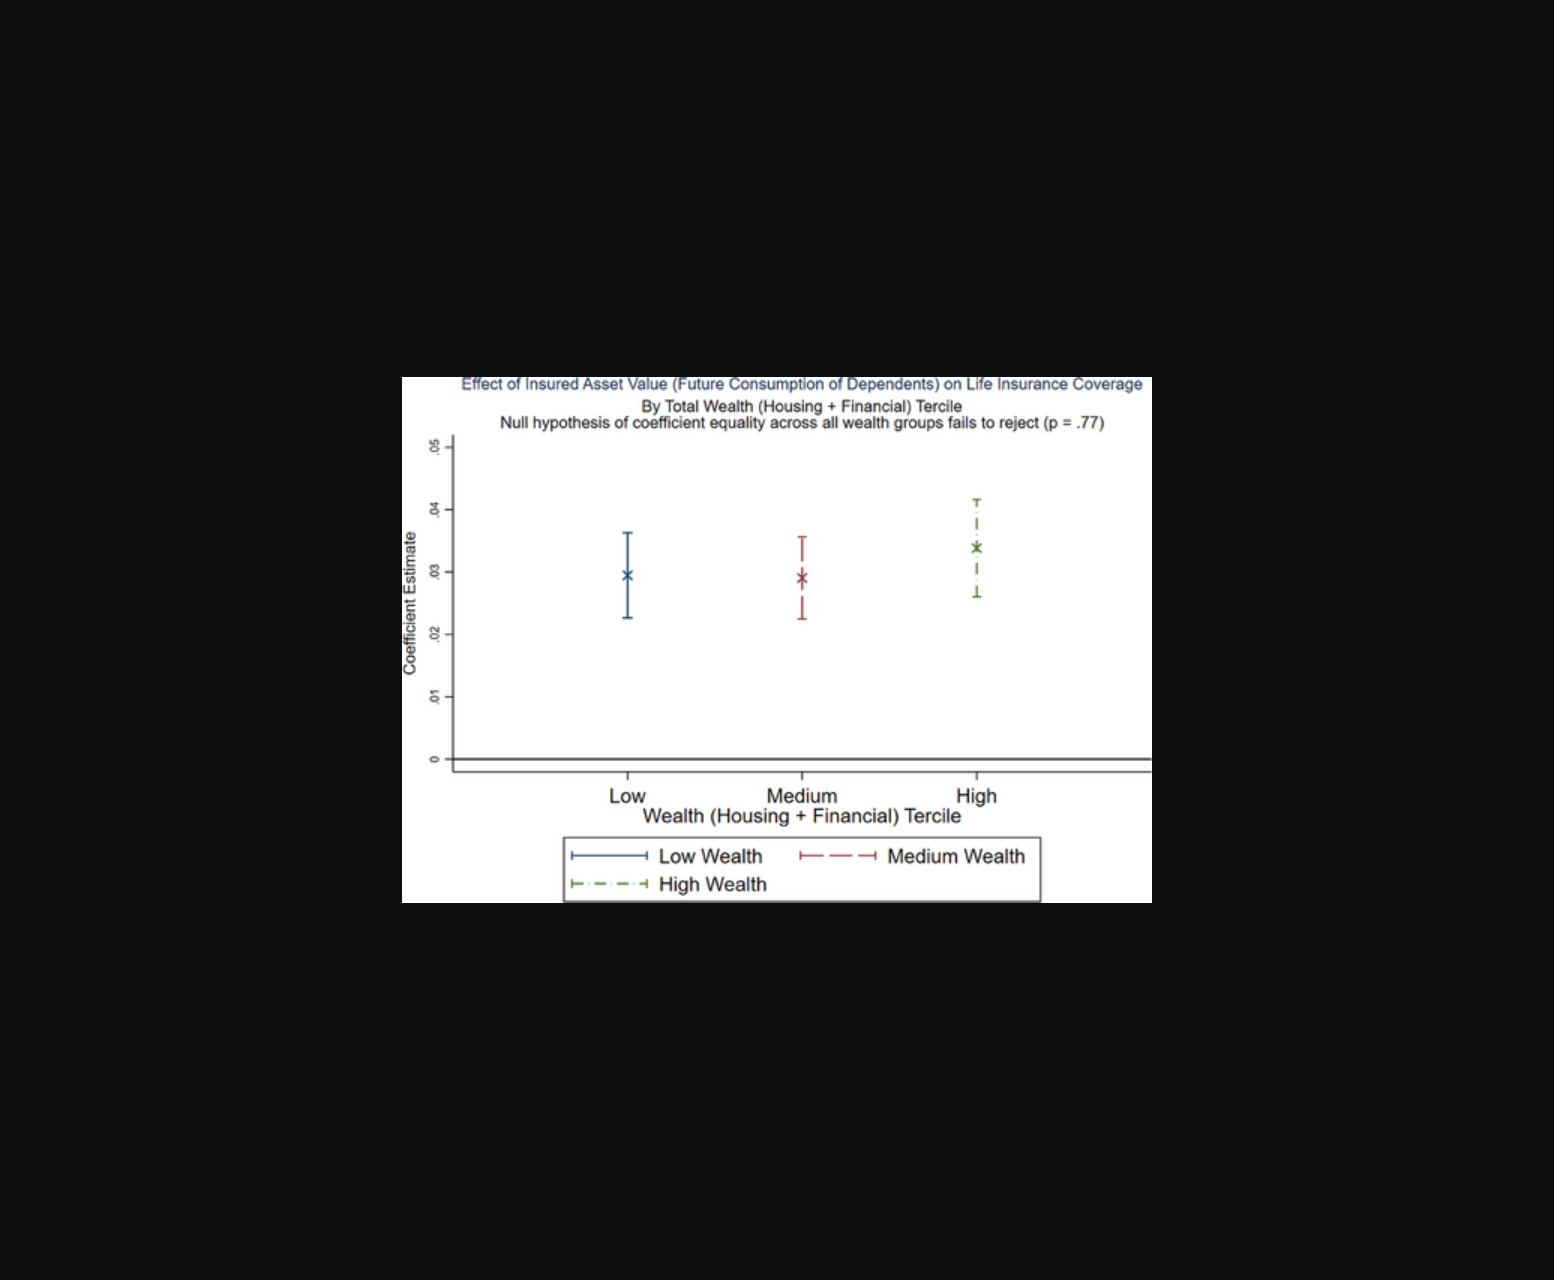 Effect of Insured Asset Value (Future Consumption of Dependents) on Life Insurance Coverage
By Total Wealth (Housing + Financial) Tercile
Null hypothesis of coefficient equality across all wealth groups fails to reject (p = .77)
Coefficient Estimate
.05
.04
.03
.02
.01
0
Low Medium High
Wealth (Housing + Financial) Tercile
Low Wealth Medium Wealth
High Wealth